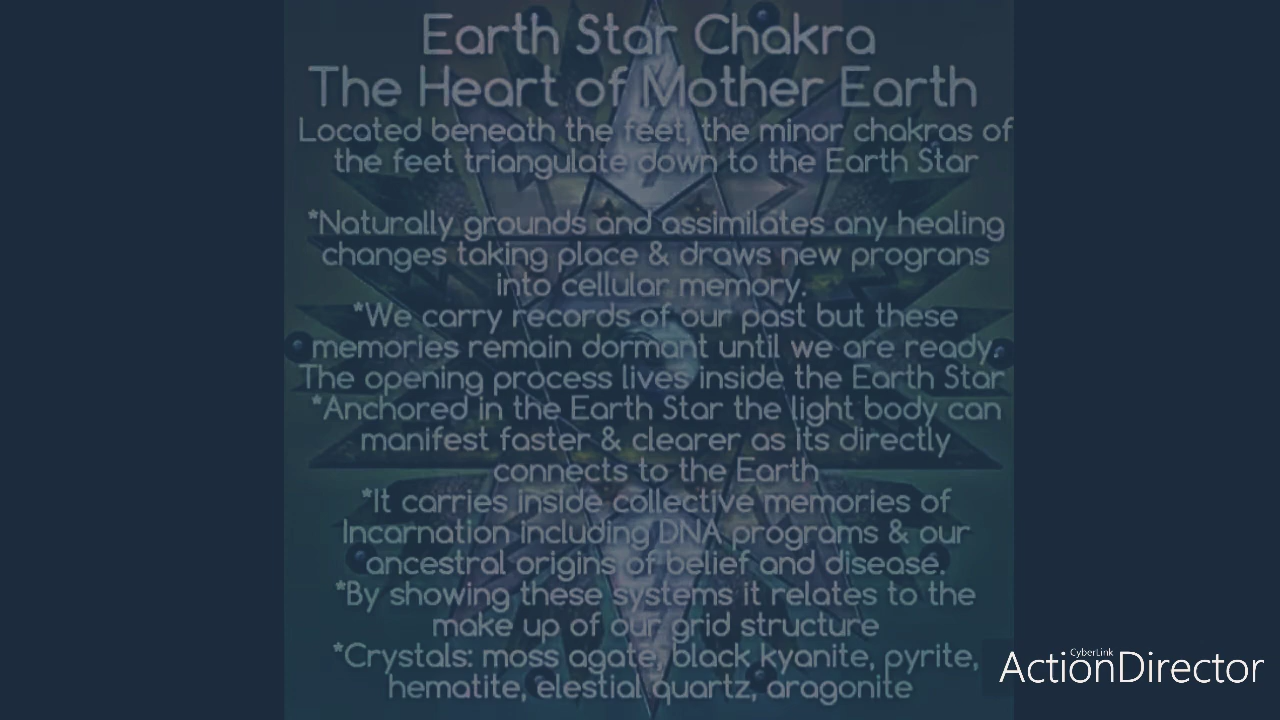 Earth Star Chakra
The Heart of Mother Earth
Located beneath the feet, the minor chakras of
the feet triangulate down to the Earth Star
*Naturally grounds and assimilates any healing
changes taking place & draws new prograns
into cellular memory.
*We carry records of our past but these
memories remain dormant until we are ready.
The opening process lives inside the Earth Star
*Anchored in the Earth Star the light body can
manifest faster & clearer as its directly
connects to the Earth
*It carries inside collective memories of
Incarnation including DNA programs & our
ancestral origins of belief and disease.
*By showing these systems it relates to the
make up of our grid structure
*Crystals: moss agate, black kyanite, pyrite,
hematite, elestial quartz, aragonite
CyberLink
ActionDirector